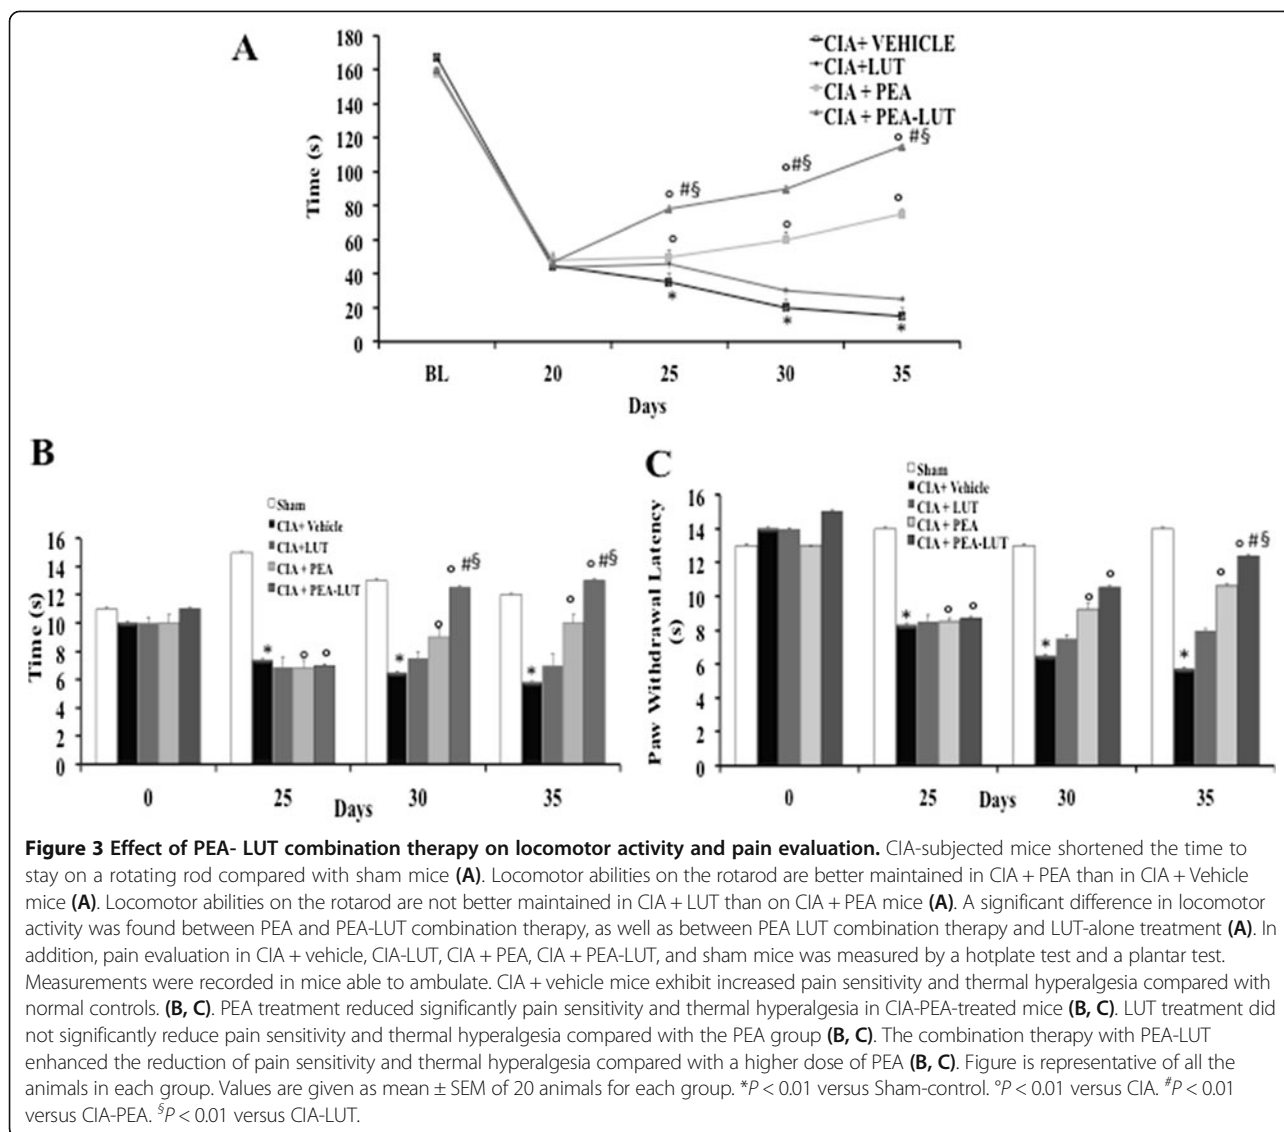 A
180
160
140
120
100
80
60
40
20
0
Time (s)
CIA+ VEHICLE
CIA+LUT
CIA + PEA
CIA + PEA-LUT
° #§
°#§
° #§
°
°
°
*
*
*
BL 20 25 30 35
Days
B
16
14
12
10
8
6
4
2
0
Time (s)
Sham
CIA+ Vehicle
CIA+LUT
CIA + PEA
CIA + PEA-LUT
* ° °
* ° ° #§
* ° ° #§
0 25 30 35
Days
C
16
14
12
10
8
6
4
2
0
Paw Withdrawal Latency
(s)
Sham
CIA+ Vehicle
CIA + LUT
CIA + PEA
CIA + PEA-LUT
* ° °
* ° °
* ° ° #§
0 25 30 35
Days
Figure 3 Effect of PEA- LUT combination therapy on locomotor activity and pain evaluation. CIA-subjected mice shortened the time to
stay on a rotating rod compared with sham mice (A). Locomotor abilities on the rotarod are better maintained in CIA + PEA than in CIA + Vehicle
mice (A). Locomotor abilities on the rotarod are not better maintained in CIA + LUT than on CIA + PEA mice (A). A significant difference in locomotor
activity was found between PEA and PEA-LUT combination therapy, as well as between PEA LUT combination therapy and LUT-alone treatment (A). In
addition, pain evaluation in CIA + vehicle, CIA-LUT, CIA + PEA, CIA + PEA-LUT, and sham mice was measured by a hotplate test and a plantar test.
Measurements were recorded in mice able to ambulate. CIA + vehicle mice exhibit increased pain sensitivity and thermal hyperalgesia compared with
normal controls. (B, C). PEA treatment reduced significantly pain sensitivity and thermal hyperalgesia in CIA-PEA-treated mice (B, C). LUT treatment did
not significantly reduce pain sensitivity and thermal hyperalgesia compared with the PEA group (B, C). The combination therapy with PEA-LUT
enhanced the reduction of pain sensitivity and thermal hyperalgesia compared with a higher dose of PEA (B, C). Figure is representative of all the
animals in each group. Values are given as mean ± SEM of 20 animals for each group. *P < 0.01 versus Sham-control. °P < 0.01 versus CIA. #P < 0.01
versus CIA-PEA. §P < 0.01 versus CIA-LUT.